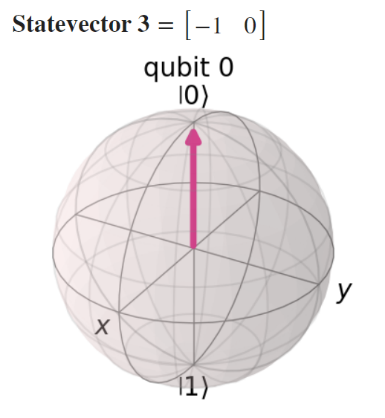 Statevector 3 = [−1 0]
qubit 0
|0⟩
x
y
|1⟩